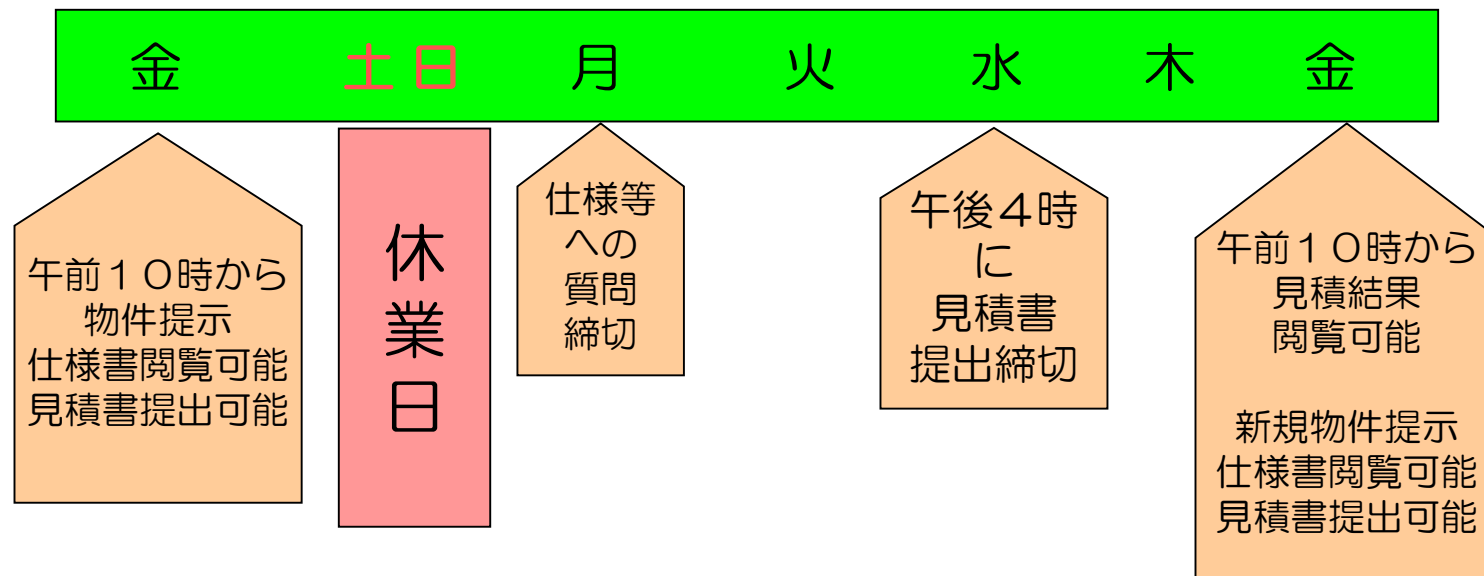 金 土日 月 火 水 木 金
午前１０時から
物件提示
仕様書閲覧可能
見積書提出可能
休
業
日
仕様等
への
質問
締切
午後４時
に
見積書
提出締切
午前１０時から
見積結果
閲覧可能
新規物件提示
仕様書閲覧可能
見積書提出可能